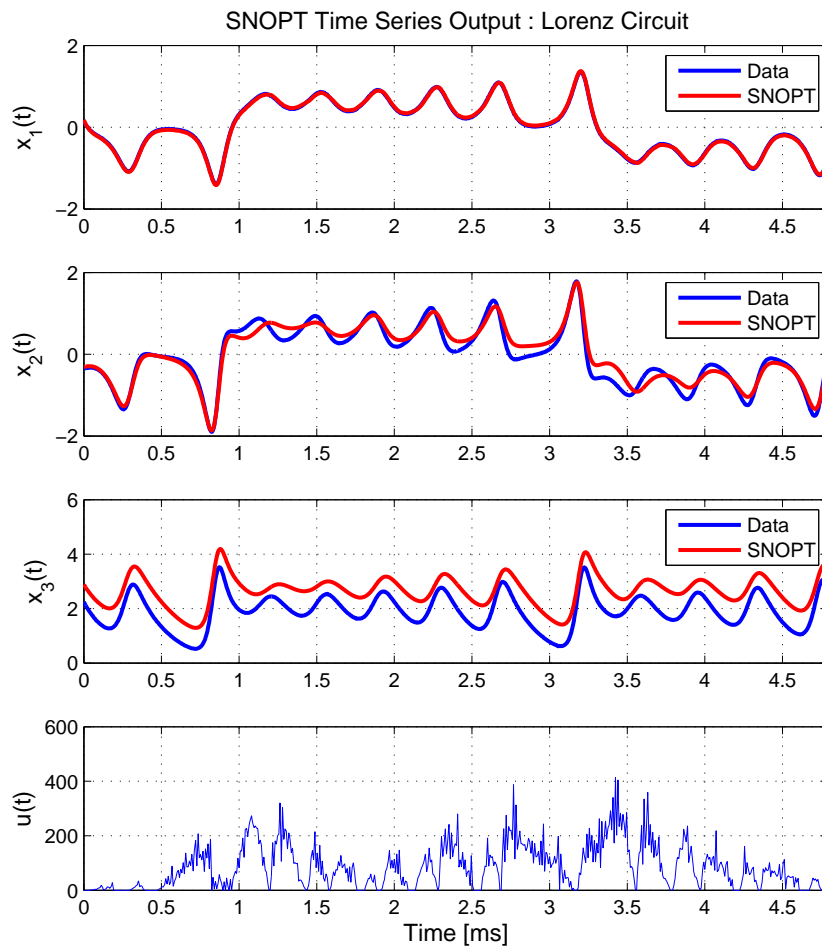 SNOPT Time Series Output : Lorenz Circuit
2
0
−2
x1(t)
Data
SNOPT
0 0.5 1 1.5 2 2.5 3 3.5 4 4.5
2
0
−2
x2(t)
Data
SNOPT
0 0.5 1 1.5 2 2.5 3 3.5 4 4.5
6
4
2
0
x3(t)
Data
SNOPT
0 0.5 1 1.5 2 2.5 3 3.5 4 4.5
600
400
200
0
u(t)
0 0.5 1 1.5 2 2.5 3 3.5 4 4.5
Time [ms]